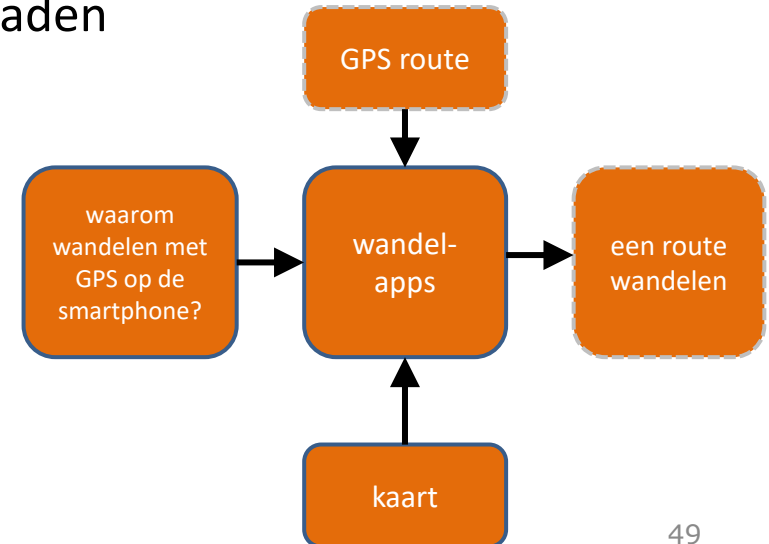 aden
GPS route
waarom
wandelen met
GPS op de
smartphone?
wandel-
apps
een route
wandelen
kaart
49